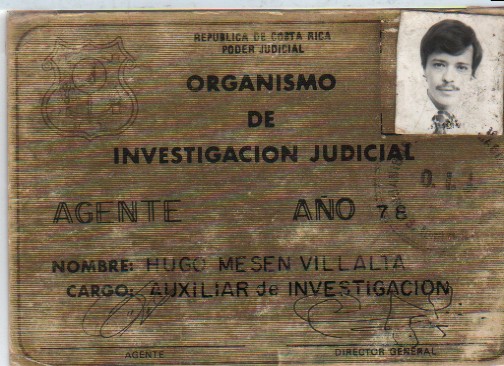 REPUBLICA DE COSTA RICA
PODER JUDICIAL
ORGANISMO
DE
INVESTIGACION JUDICIAL
AGENTE AÑO 78
NOMBRE: HUGO MESEN VILLALTA
CARGO: AUXILIAR de INVESTIGACION
AGENTE DIRECTOR GENERAL